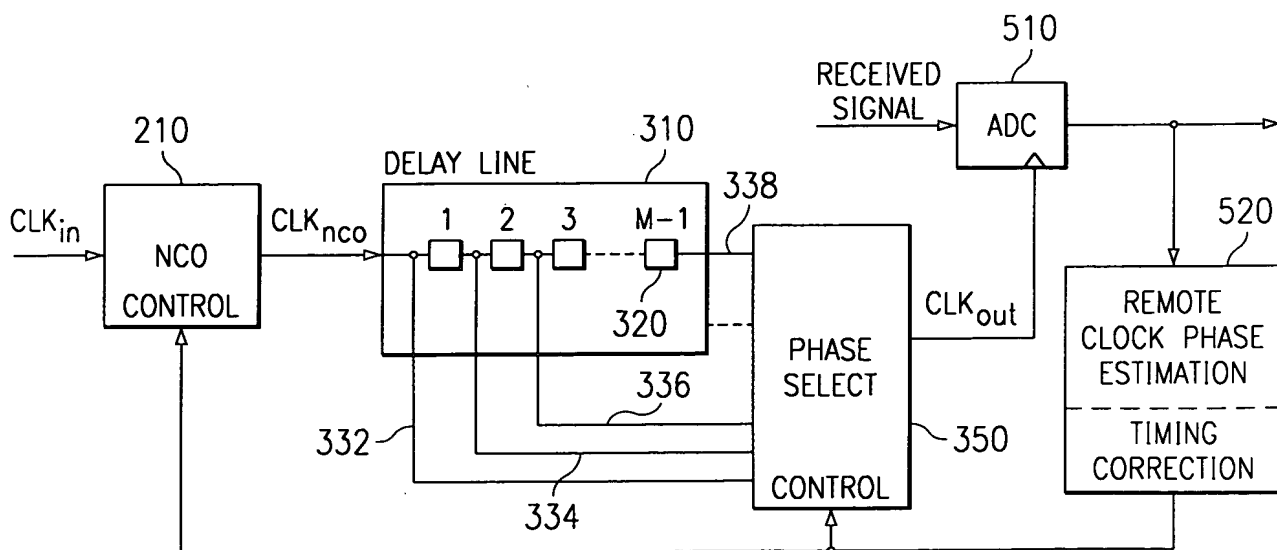 510
RECEIVED
SIGNAL
ADC
210
310
DELAY LINE
338
520
CLKin
CLKnco
1 2 3 M-1
NCO
CONTROL
320
CLKout
REMOTE
CLOCK PHASE
ESTIMATION
PHASE
SELECT
336
332
350
TIMING
CORRECTION
334
CONTROL